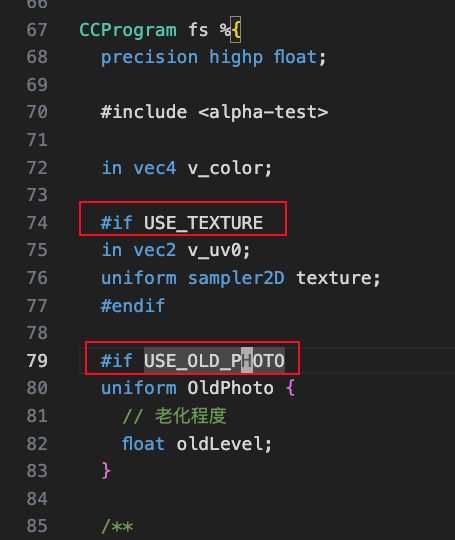 66
67 CCProgram fs %{
68 precision highp float;
69
70 #include <alpha-test>
71
72 in vec4 v_color;
73
74 #if USE_TEXTURE
75 in vec2 v_uv0;
76 uniform sampler2D texture;
77 #endif
78
79 #if USE_OLD_PHOTO
80 uniform OldPhoto {
81 // 老化程度
82 float oldLevel;
83 }
84
85 /**